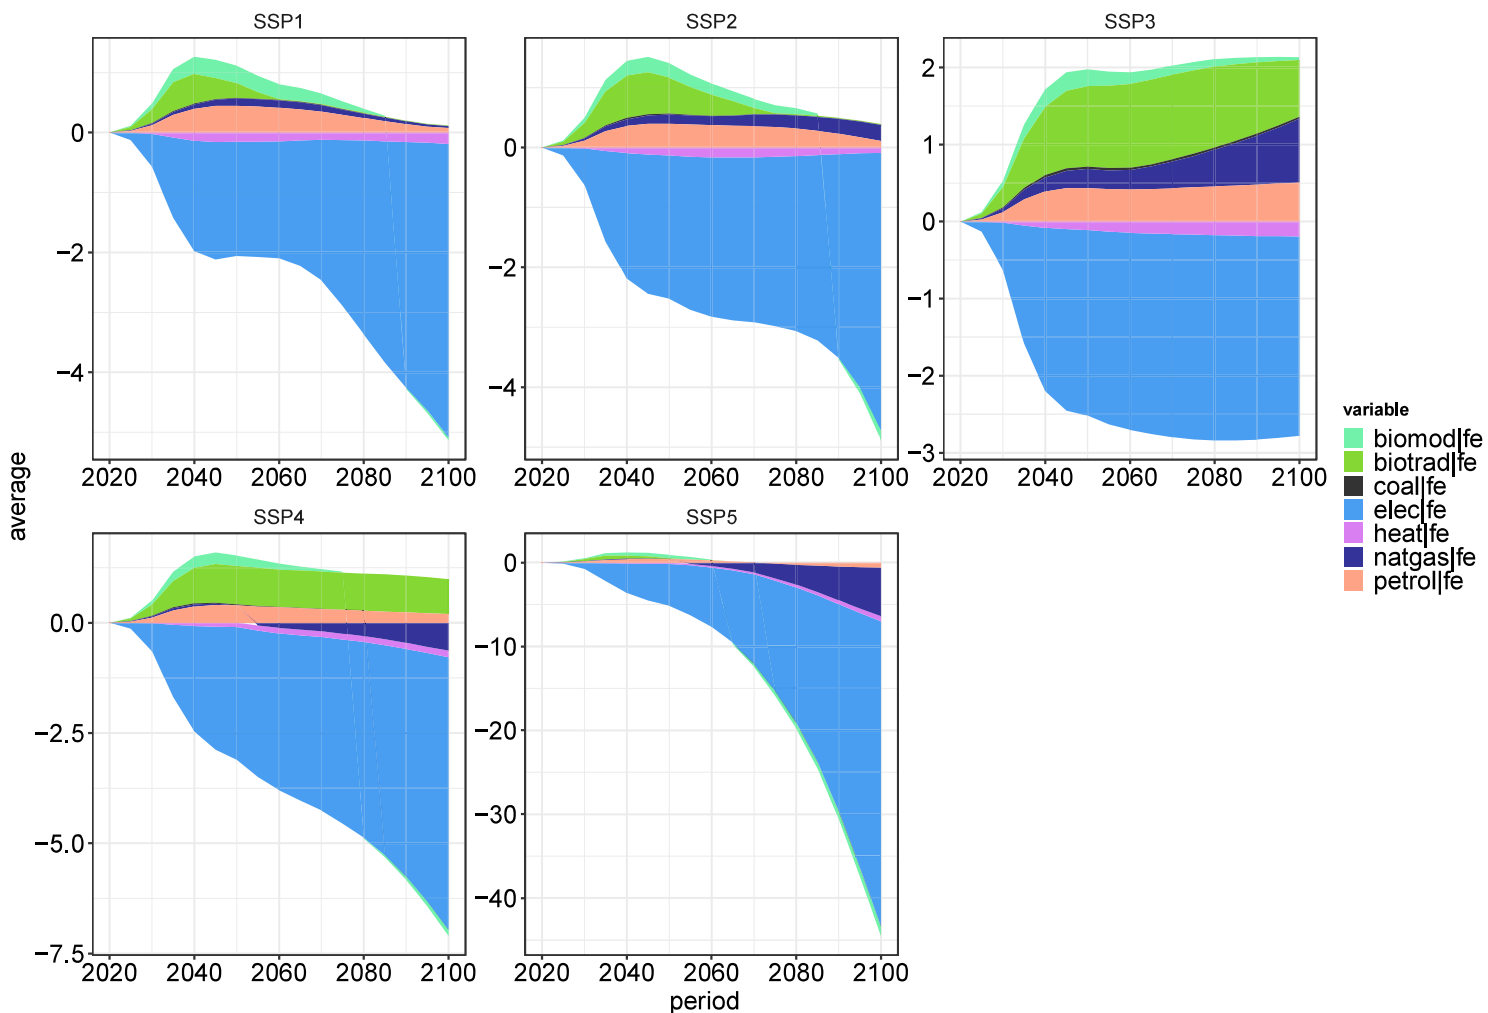 SSP1
SSP2
SSP3
0
−2
−4
0
−2
−4
2
1
0
−1
−2
−3
2020 2040 2060 2080 2100
2020 2040 2060 2080 2100
2020 2040 2060 2080 2100
average
variable
biomod|fe
biotrad|fe
coal|fe
elec|fe
heat|fe
natgas|fe
petrol|fe
SSP4
SSP5
0.0
−2.5
−5.0
−7.5
0
−10
−20
−30
−40
2020 2040 2060 2080 2100
2020 2040 2060 2080 2100
period